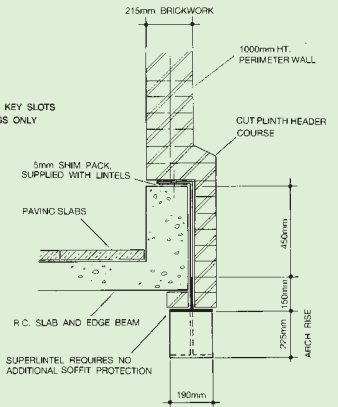 215mm BRICKWORK
1000mm HT.
PERIMETER WALL
KEY SLOTS
SS ONLY
CUT PLINTH HEADER
COURSE
5mm SHIM PACK,
SUPPLIED WITH LINTELS
PAVING SLABS
450mm
150mm
R.C. SLAB AND EDGE BEAM
225mm
ARCH RISE
SUPERLINTEL REQUIRES NO
ADDITIONAL SOFFIT PROTECTION
190mm